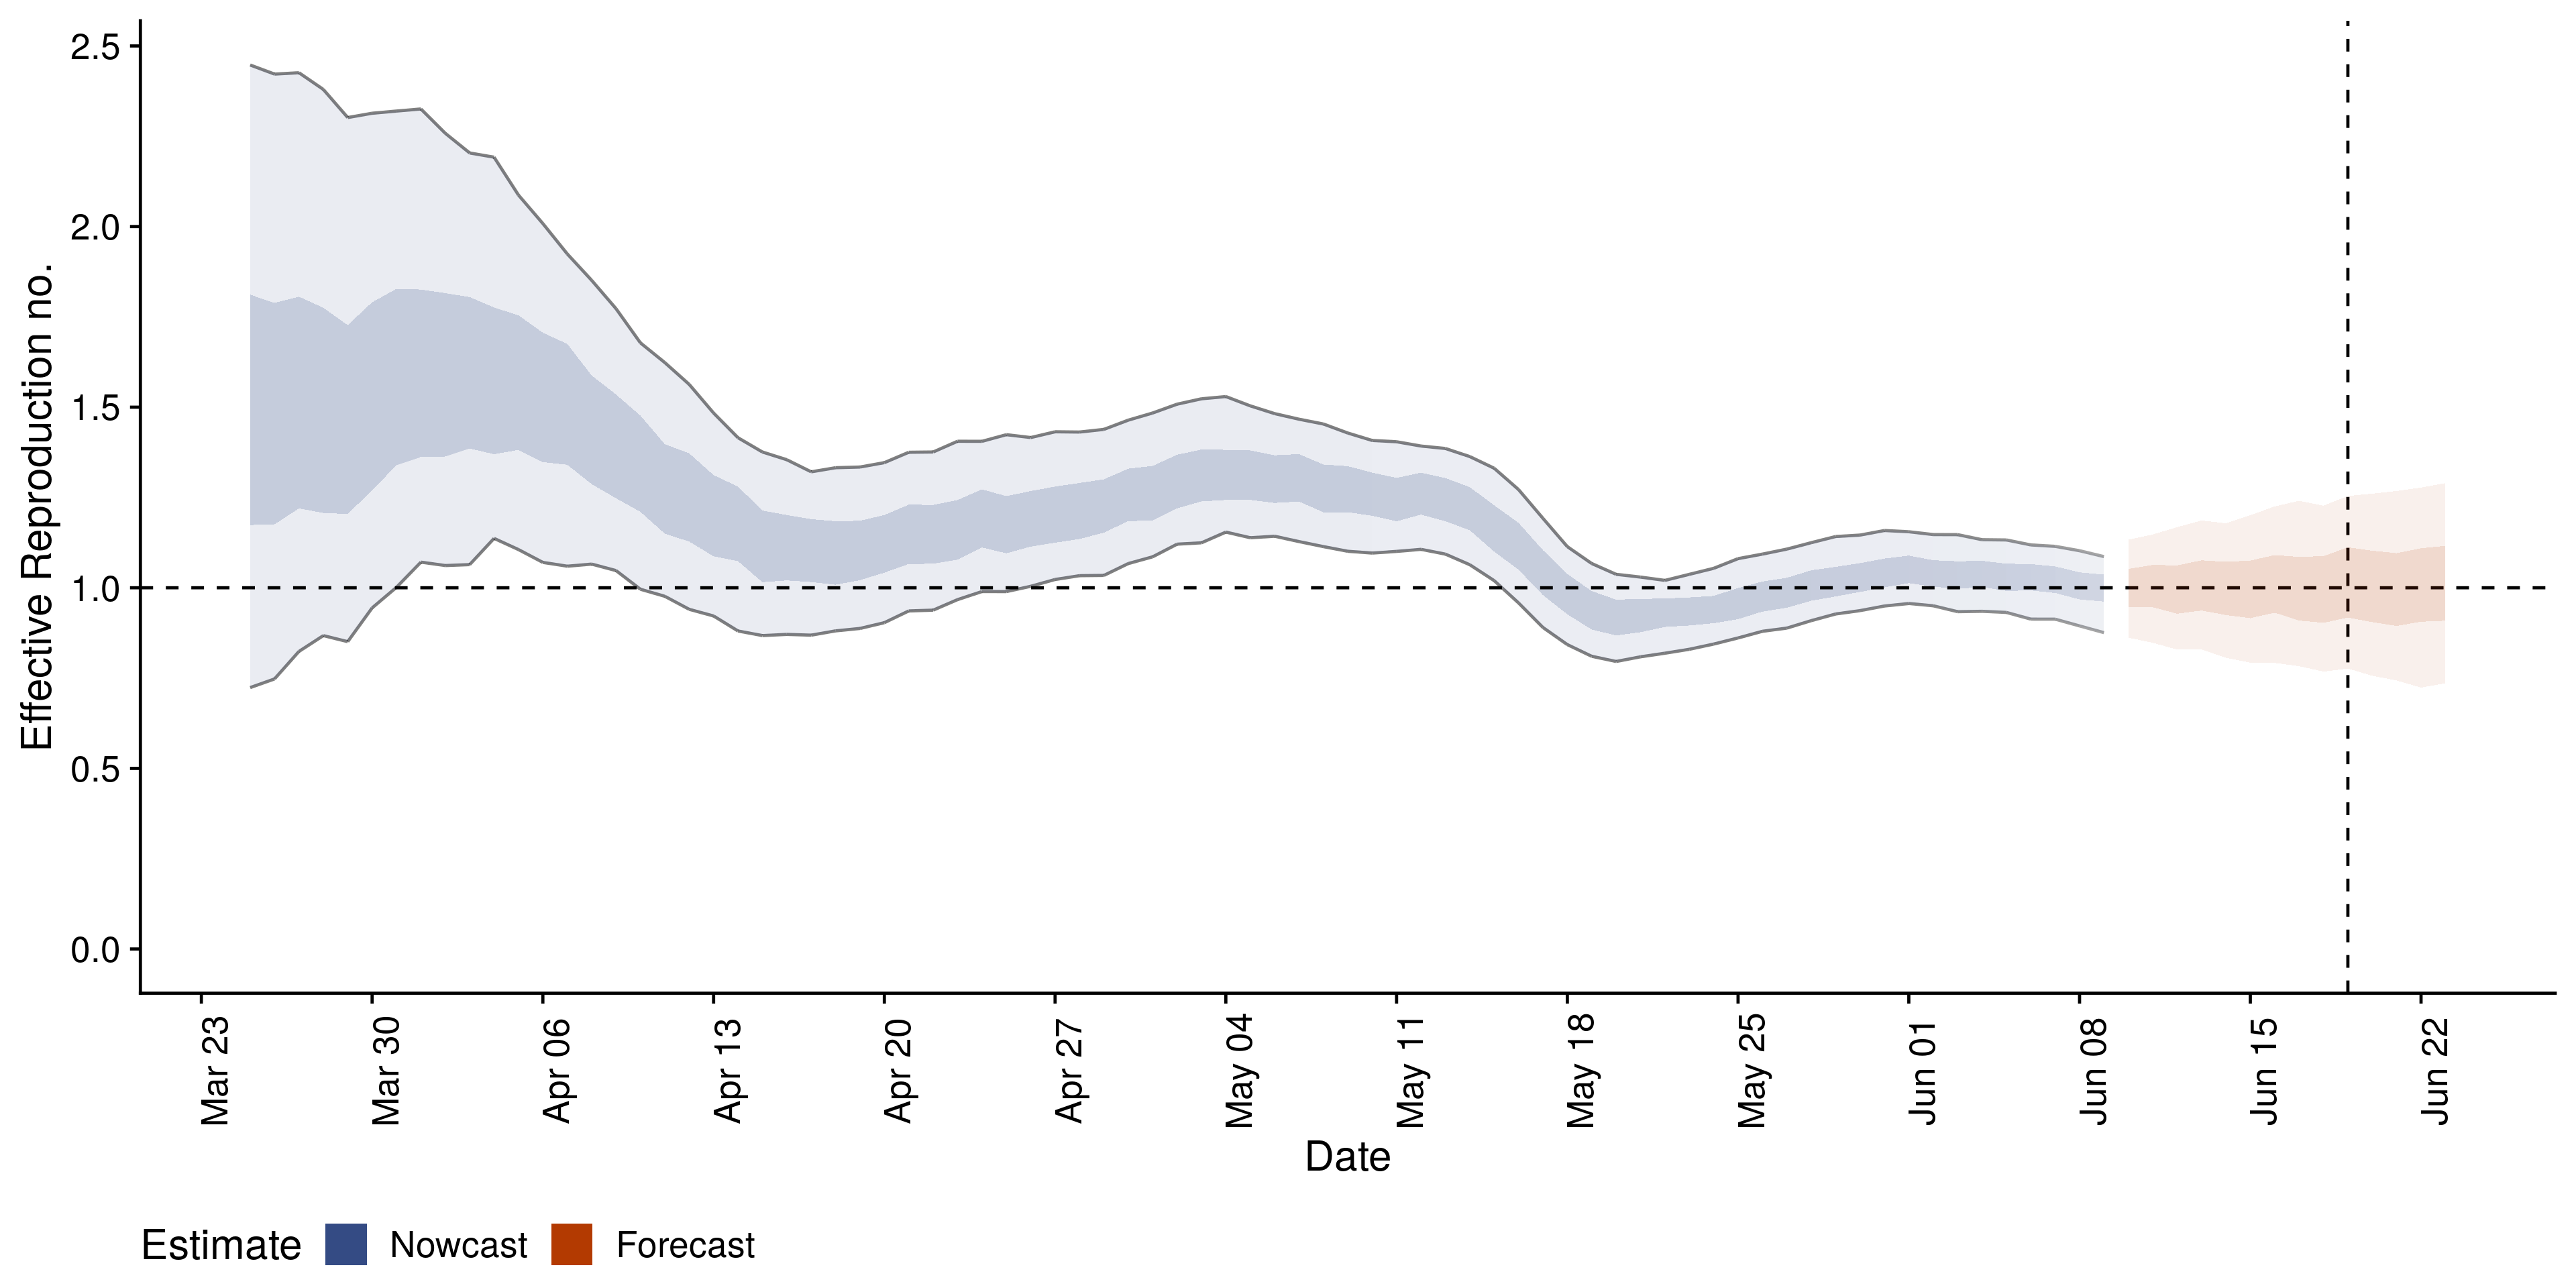 Effective Reproduction no.
2.5
2.0
1.5
1.0
0.5
0.0
Mar 23
Mar 30
Apr 06
Apr 13
Apr 20
Apr 27
May 04
May 11
May 18
May 25
Jun 01
Jun 08
Jun 15
Jun 22
Date
Estimate Nowcast Forecast